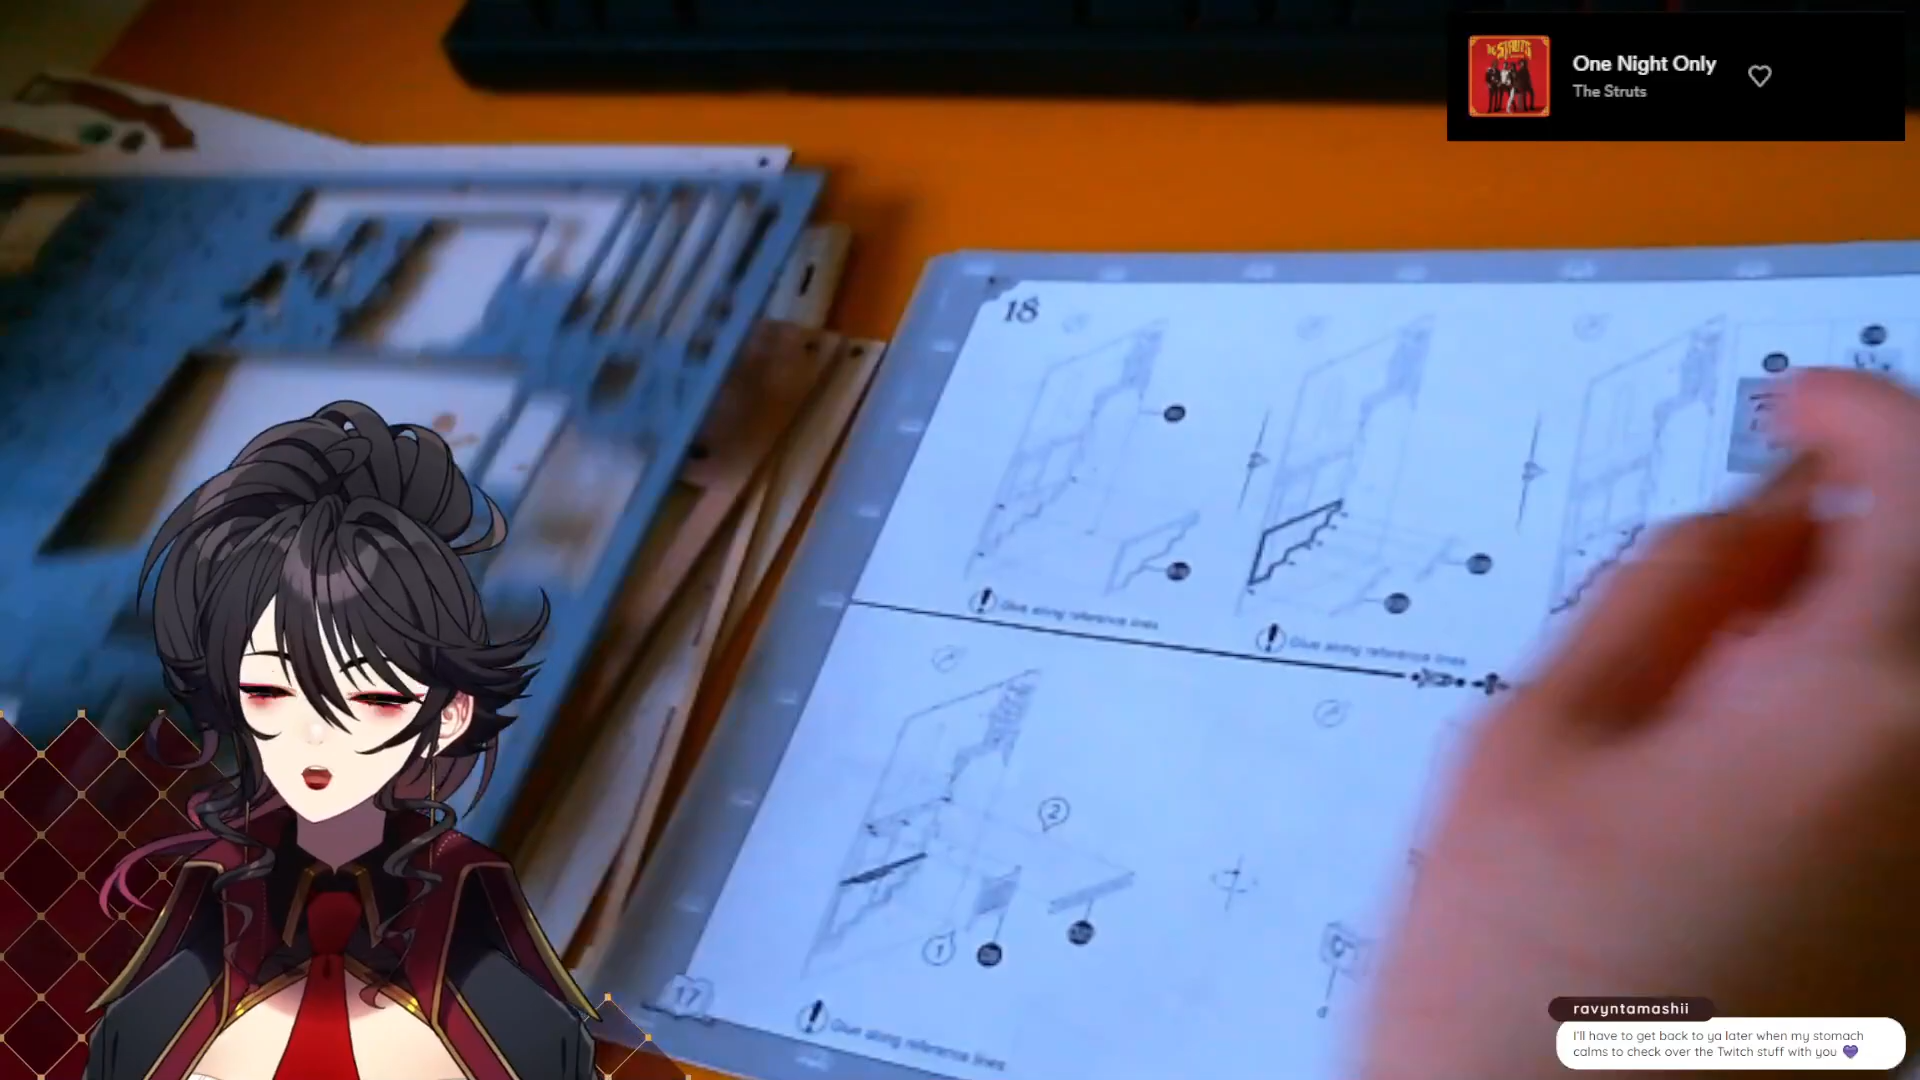 One Night Only
The Struts
18
Glue along reference lines
Glue along reference lines
2
1
17
Glue along reference lines
ravyntamashii
I'll have to get back to ya later when my stomach
calms to check over the Twitch stuff with you 💜